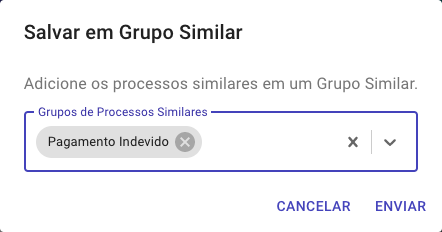 Salvar em Grupo Similar
Adicione os processos similares em um Grupo Similar.
Grupos de Processos Similares
Pagamento Indevido
CANCELAR ENVIAR